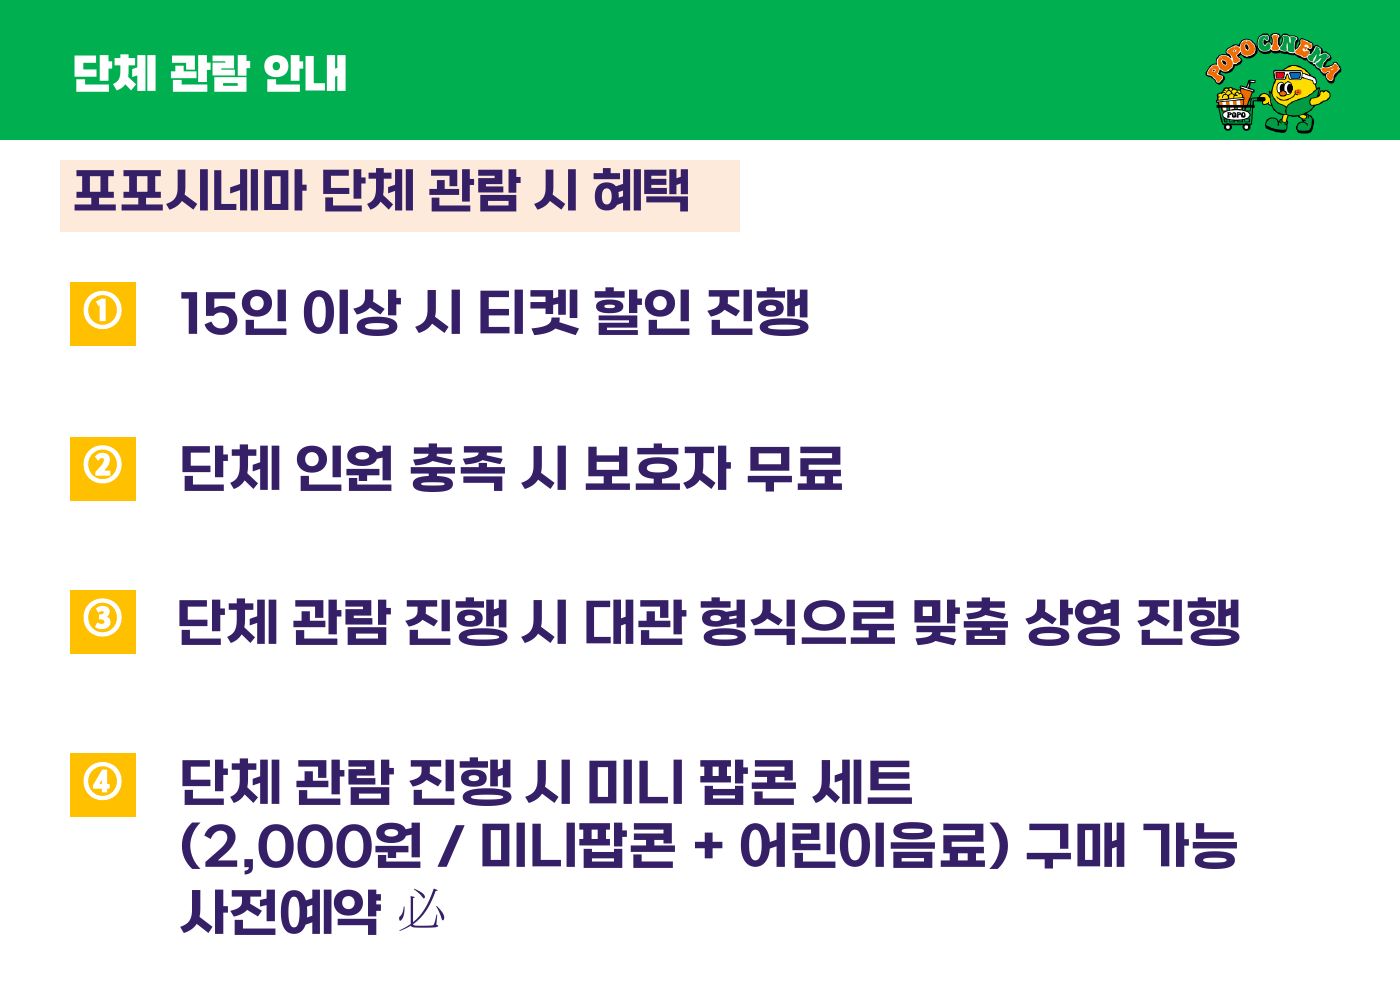 단체 관람 안내
POPO CINEMA
POPO
포포시네마 단체 관람 시 혜택
① 15인 이상 시 티켓 할인 진행
② 단체 인원 충족 시 보호자 무료
③ 단체 관람 진행 시 대관 형식으로 맞춤 상영 진행
④ 단체 관람 진행 시 미니 팝콘 세트
(2,000원 / 미니팝콘 + 어린이음료) 구매 가능
사전예약 必